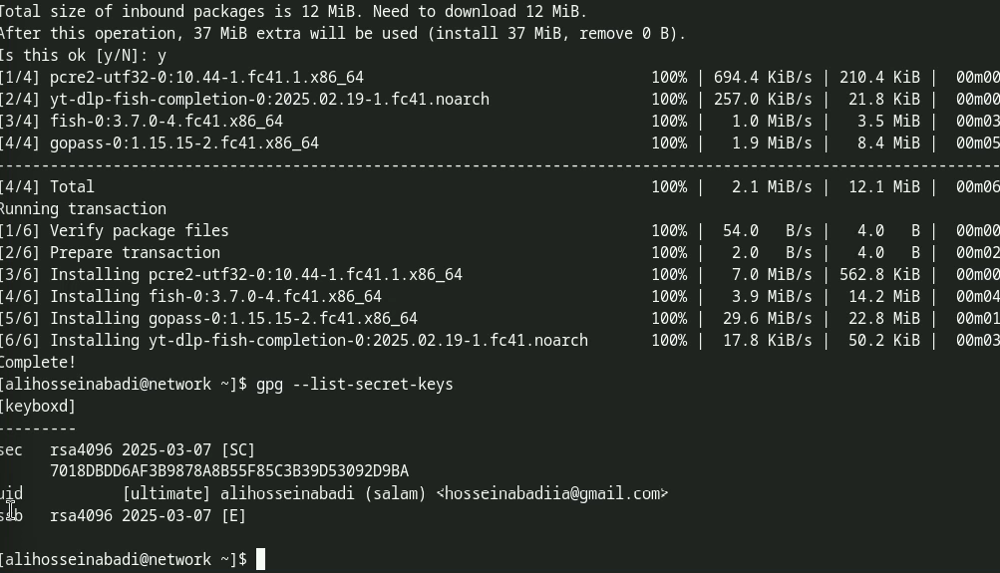 Total size of inbound packages is 12 MiB. Need to download 12 MiB.
After this operation, 37 MiB extra will be used (install 37 MiB, remove 0 B).
Is this ok [y/N]: y
[1/4] pcre2-utf32-0:10.44-1.fc41.1.x86_64 100% | 694.4 KiB/s | 210.4 KiB | 00m00
[2/4] yt-dlp-fish-completion-0:2025.02.19-1.fc41.noarch 100% | 257.0 KiB/s | 21.8 KiB | 00m00
[3/4] fish-0:3.7.0-4.fc41.x86_64 100% | 1.0 MiB/s | 3.5 MiB | 00m03
[4/4] gopass-0:1.15.15-2.fc41.x86_64 100% | 1.9 MiB/s | 8.4 MiB | 00m05
--------------------------------------------------------------------------------
[4/4] Total 100% | 2.1 MiB/s | 12.1 MiB | 00m06
Running transaction
[1/6] Verify package files 100% | 54.0 B/s | 4.0 B | 00m00
[2/6] Prepare transaction 100% | 2.0 B/s | 4.0 B | 00m02
[3/6] Installing pcre2-utf32-0:10.44-1.fc41.1.x86_64 100% | 7.0 MiB/s | 562.8 KiB | 00m00
[4/6] Installing fish-0:3.7.0-4.fc41.x86_64 100% | 3.9 MiB/s | 14.2 MiB | 00m04
[5/6] Installing gopass-0:1.15.15-2.fc41.x86_64 100% | 29.6 MiB/s | 22.8 MiB | 00m01
[6/6] Installing yt-dlp-fish-completion-0:2025.02.19-1.fc41.noarch 100% | 17.8 KiB/s | 50.2 KiB | 00m03
Complete!
[alihosseinabadi@network ~]$ gpg --list-secret-keys
[keyboxd]
---------
sec rsa4096 2025-03-07 [SC]
7018DBDD6AF3B9878A8B55F85C3B39D53092D9BA
uid [ultimate] alihosseinabadi (salam) <hosseinabadiia@gmail.com>
ssb rsa4096 2025-03-07 [E]
[alihosseinabadi@network ~]$